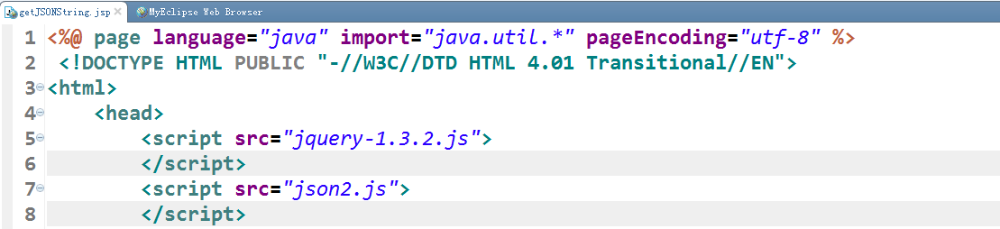 getJSONString.jsp MyEclipse Web Browser
1 <%@ page language="java" import="java.util.*" pageEncoding="utf-8" %>
2 <!DOCTYPE HTML PUBLIC "-//W3C//DTD HTML 4.01 Transitional//EN">
3 <html>
4 <head>
5 <script src="jquery-1.3.2.js">
6 </script>
7 <script src="json2.js">
8 </script>